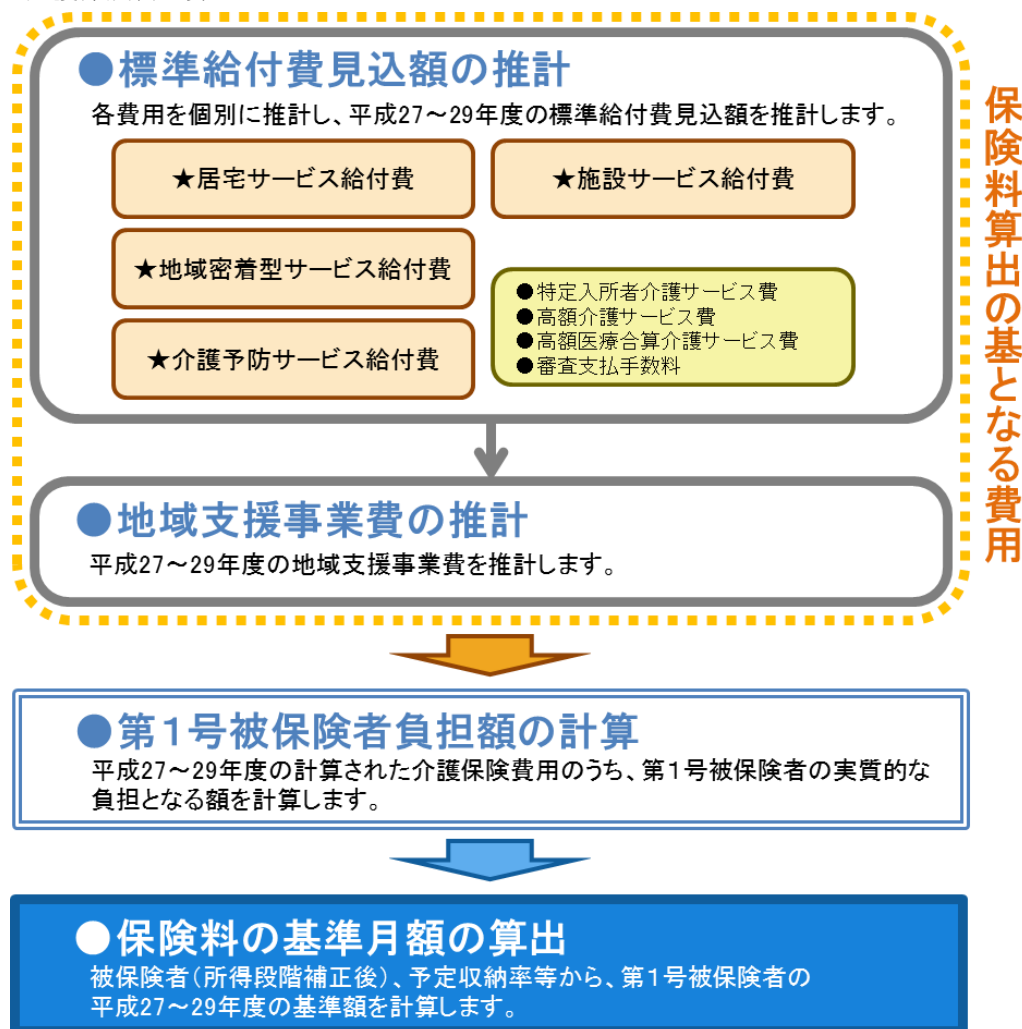 ●標準給付費見込額の推計
各費用を個別に推計し、平成27～29年度の標準給付費見込額を推計します。
★居宅サービス給付費
★施設サービス給付費
★地域密着型サービス給付費
★介護予防サービス給付費
●特定入所者介護サービス費
●高額介護サービス費
●高額医療合算介護サービス費
●審査支払手数料
保険料算出の基となる費用
●地域支援事業費の推計
平成27～29年度の地域支援事業費を推計します。
●第１号被保険者負担額の計算
平成27～29年度の計算された介護保険費用のうち、第１号被保険者の実質的な
負担となる額を計算します。
●保険料の基準月額の算出
被保険者（所得段階補正後）、予定収納率等から、第１号被保険者の
平成27～29年度の基準額を計算します。